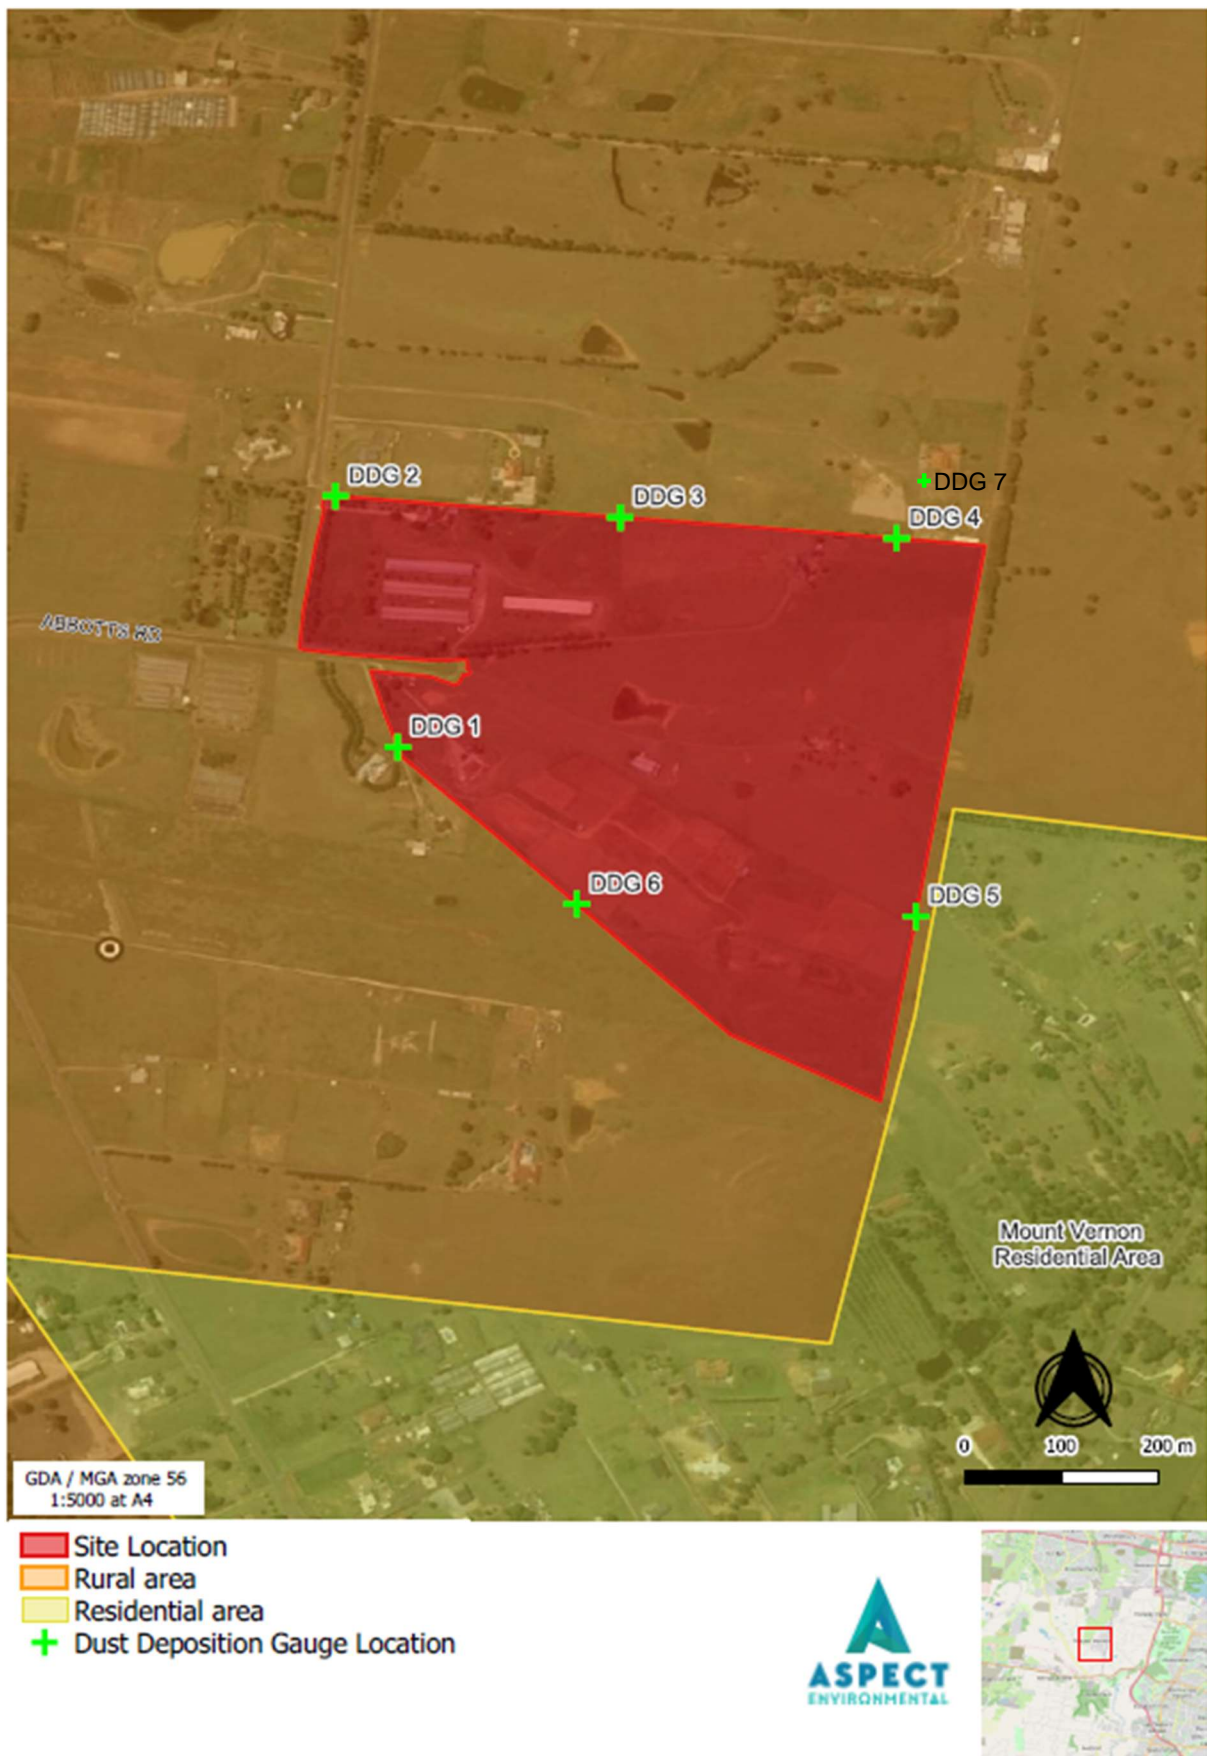 DDG 2
DDG 3
DDG 7
DDG 4
ABBOTTS RD
DDG 1
DDG 6
DDG 5
Mount Vernon
Residential Area
0 100 200 m
GDA / MGA zone 56
1:5000 at A4
Site Location
Rural area
Residential area
Dust Deposition Gauge Location
ASPECT
ENVIRONMENTAL